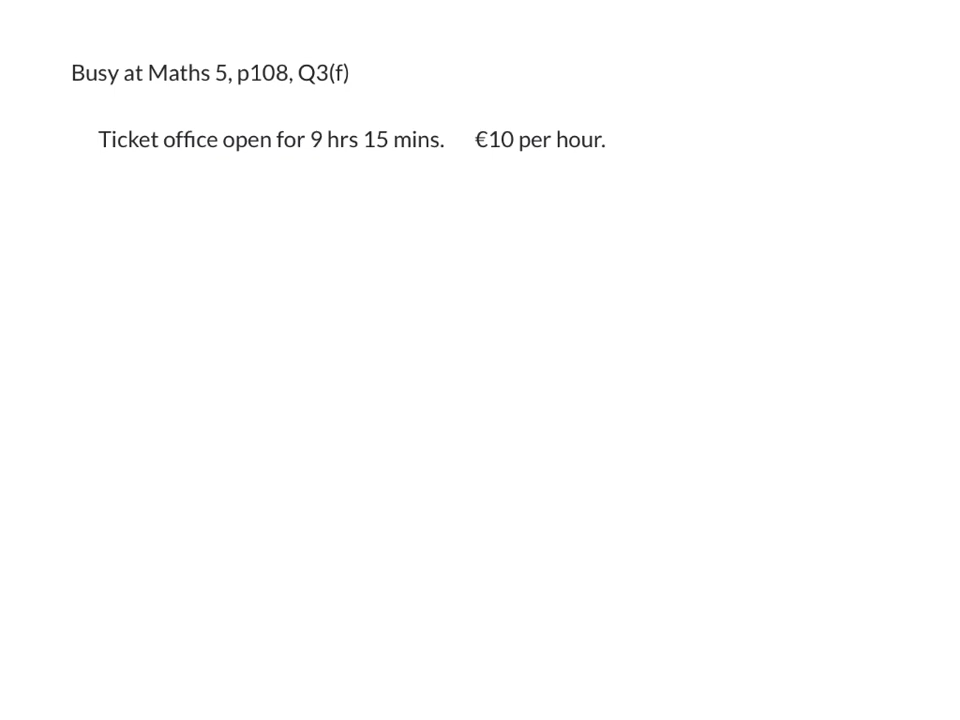 Busy at Maths 5, p108, Q3(f)
Ticket office open for 9 hrs 15 mins. €10 per hour.